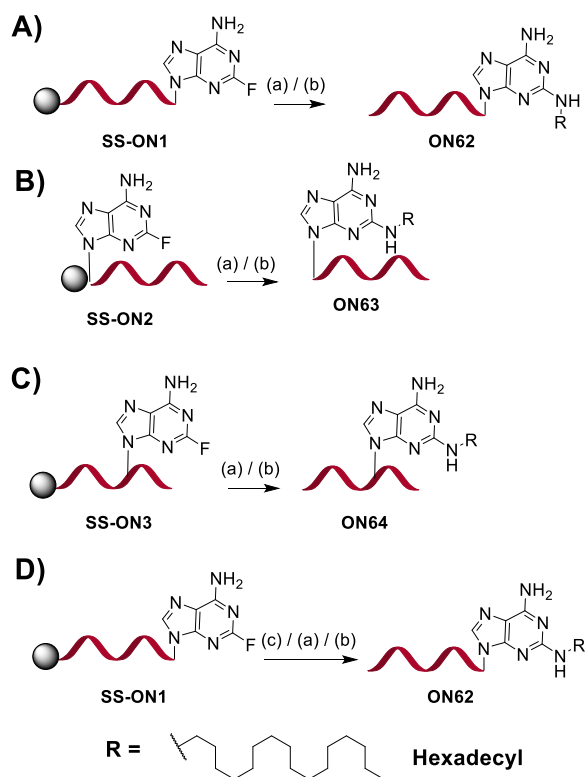 A)
NH2
N
N
N
N
F
(a) / (b)
SS-ON1
NH2
N
N
N
N
NH
R
ON62
B)
NH2
N
N
N
N
F
(a) / (b)
SS-ON2
NH2
N
N
N
N
N
H
R
ON63
C)
NH2
N
N
N
N
F
(a) / (b)
SS-ON3
NH2
N
N
N
N
N
H
R
ON64
D)
NH2
N
N
N
N
F
(c) / (a) / (b)
SS-ON1
NH2
N
N
N
N
N
H
R
ON62
R =
Hexadecyl